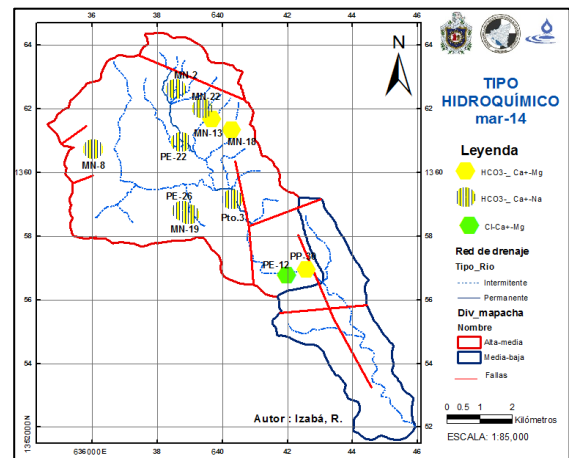 36 38 640 42 44 46
64 64
62 62
1360 1360
58 58
56 56
54 54
1352000N 52
636000E 38 640 42 44 46
N
MN-2
MN-22
MN-13
MN-18
PE-22
MN-8
PE-26
MN-19
Pto.3
PE-12
PP-30
Autor : Izabá, R.
TIPO
HIDROQUÍMICO
mar-14
Leyenda
HCO3-_ Ca+-Mg
HCO3-_ Ca+-Na
Cl-Ca+-Mg
Red de drenaje
Tipo_Rio
Intermitente
Permanente
Div_mapacha
Nombre
Alta-media
Media-baja
Fallas
0 0.5 1 2
Kilómetros
ESCALA: 1:85,000